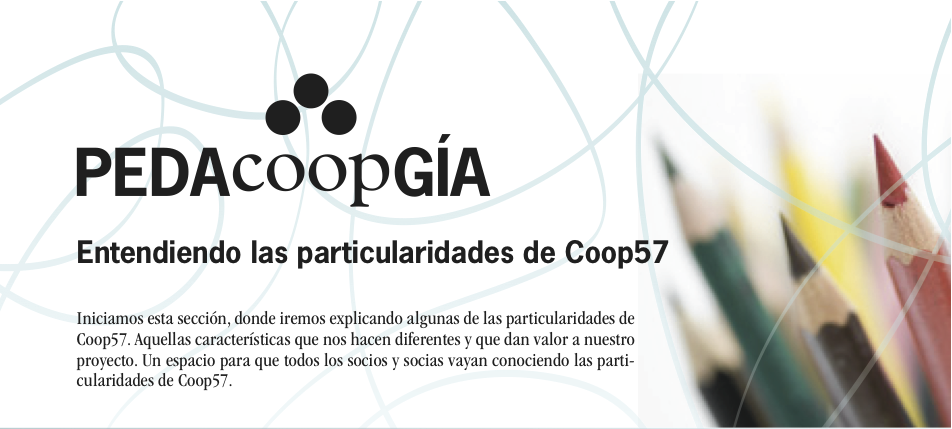 PEDAcoopGÍA
Entendiendo las particularidades de Coop57
Iniciamos esta sección, donde iremos explicando algunas de las particularidades de
Coop57. Aquellas características que nos hacen diferentes y que dan valor a nuestro
proyecto. Un espacio para que todos los socios y socias vayan conociendo las parti-
cularidades de Coop57.